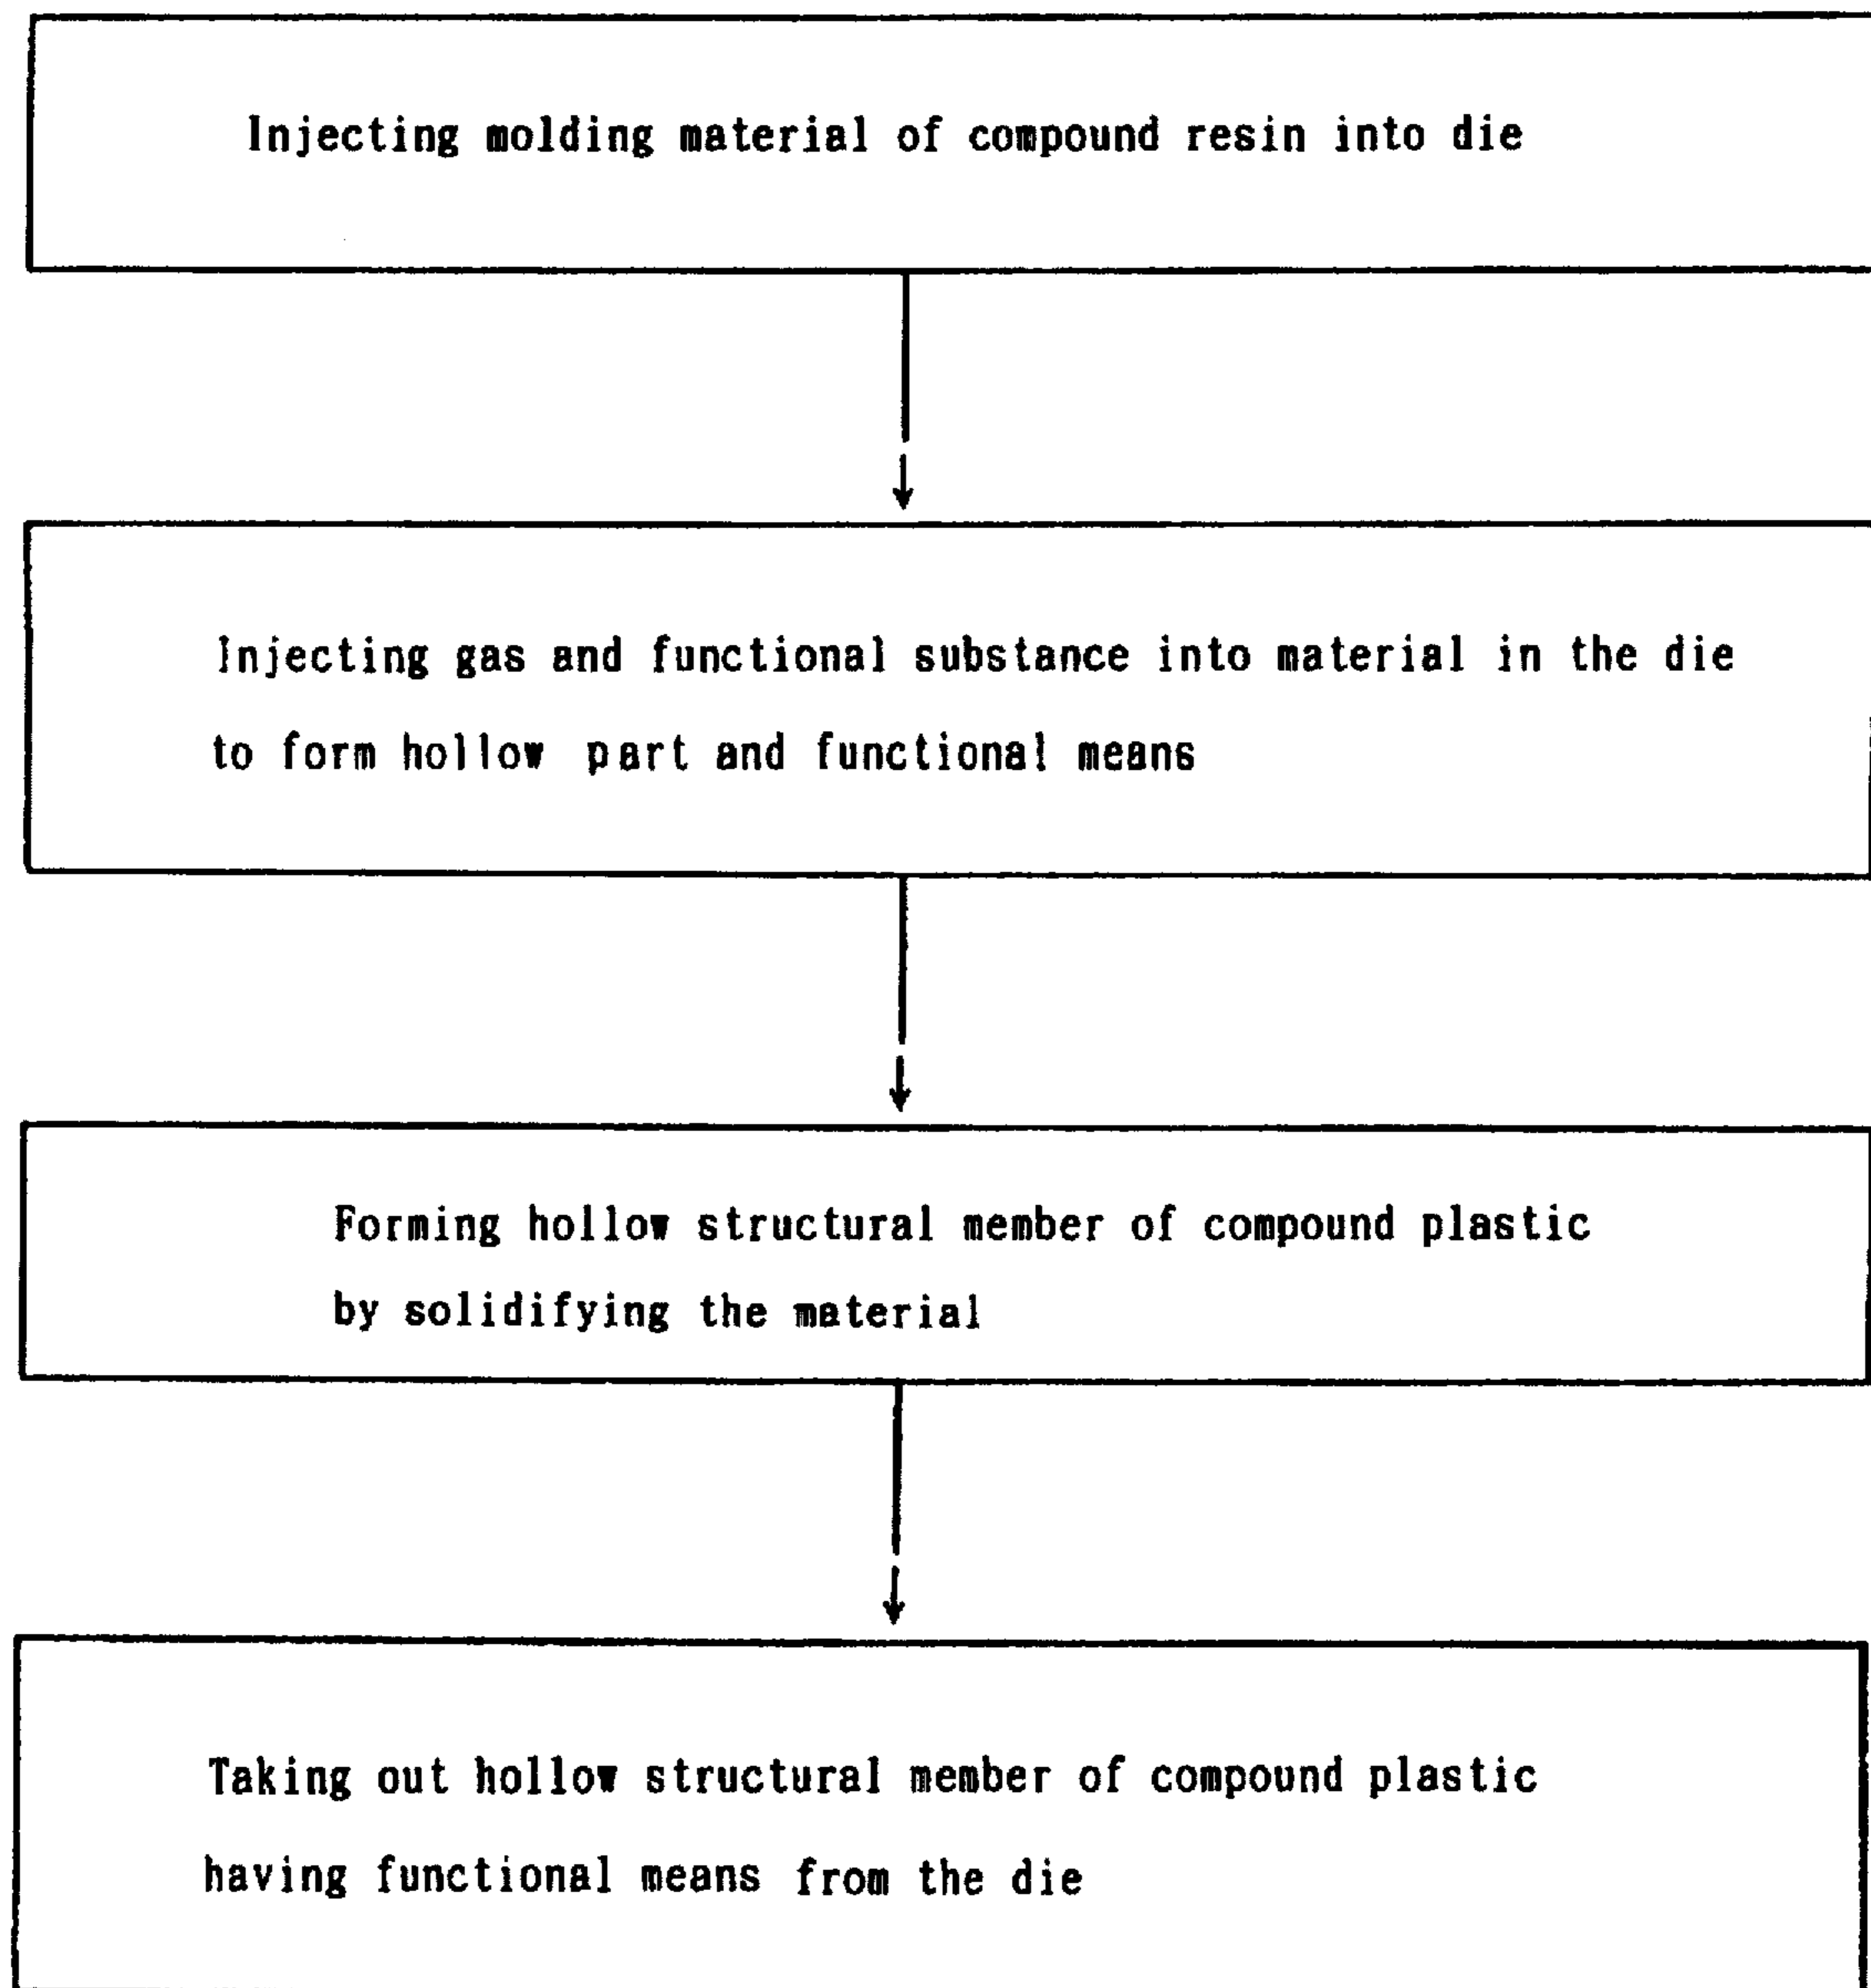 Injecting molding material of compound resin into die
Injecting gas and functional substance into material in the die
to form hollow part and functional means
Forming hollow structural member of compound plastic
by solidifying the material
Taking out hollow structural member of compound plastic
having functional means from the die